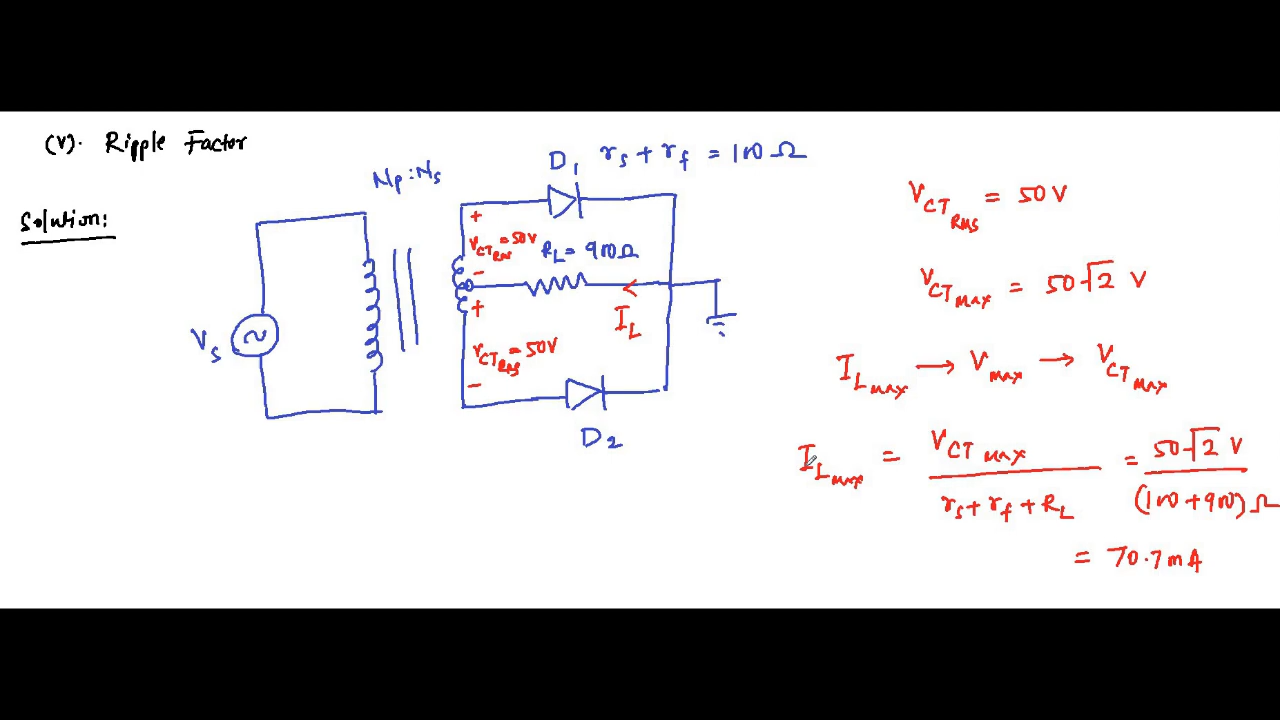 (V). Ripple Factor
Solution:
Np:Ns
D1 rs + rf = 100 Ω
Vs
+
VCT RMS = 50V
RL = 900Ω
-
+
IL
VCT RMS = 50V
-
D2
VCT RMS = 50V
VCT MAX = 50√2 V
IL MAX → VMAX → VCT MAX
IL MAX = VCT MAX / rs + rf + RL = 50√2 V / (100 + 900) Ω
= 70.7 mA